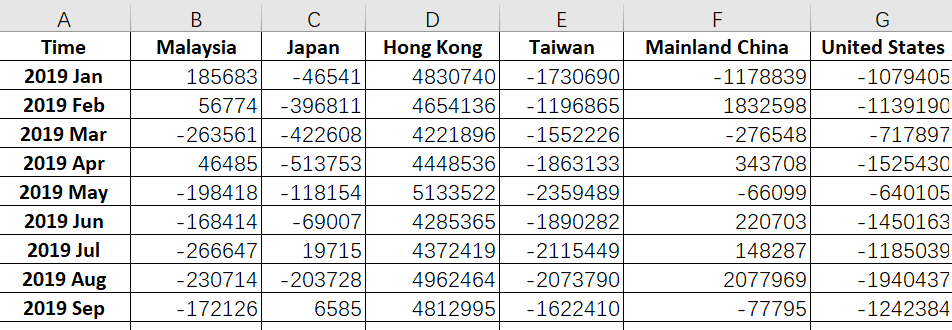 A B C D E F G
Time Malaysia Japan Hong Kong Taiwan Mainland China United States
2019 Jan 185683 -46541 4830740 -1730690 -1178839 -1079405
2019 Feb 56774 -396811 4654136 -1196865 1832598 -1139190
2019 Mar -263561 -422608 4221896 -1552226 -276548 -717897
2019 Apr 46485 -513753 4448536 -1863133 343708 -1525430
2019 May -198418 -118154 5133522 -2359489 -66099 -640105
2019 Jun -168414 -69007 4285365 -1890282 220703 -1450163
2019 Jul -266647 19715 4372419 -2115449 148287 -1185039
2019 Aug -230714 -203728 4962464 -2073790 2077969 -1940437
2019 Sep -172126 6585 4812995 -1622410 -77795 -1242384